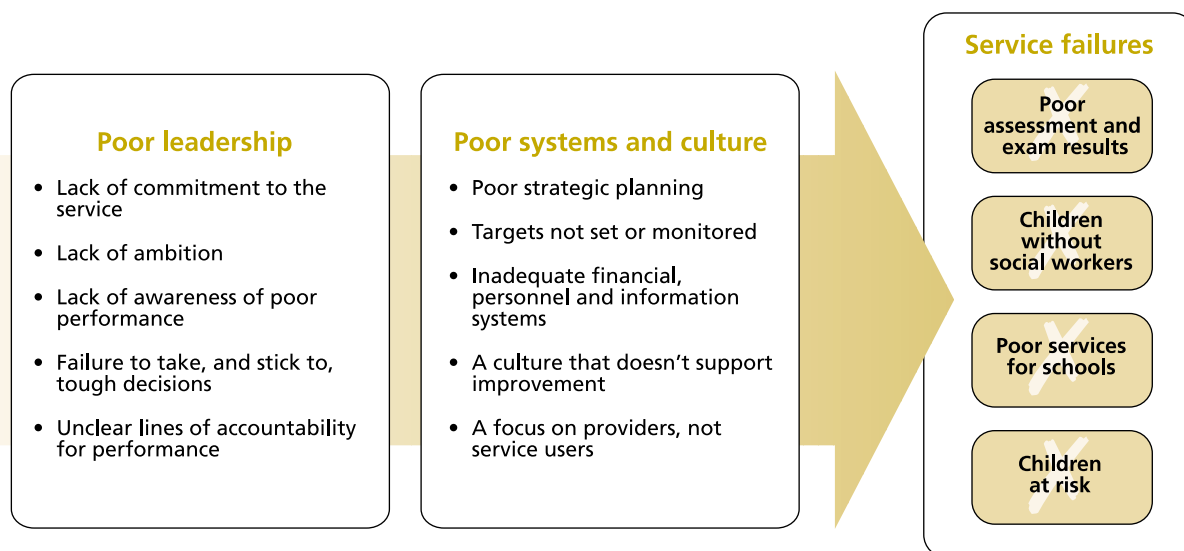 Poor leadership
• Lack of commitment to the
service
• Lack of ambition
• Lack of awareness of poor
performance
• Failure to take, and stick to,
tough decisions
• Unclear lines of accountability
for performance
Poor systems and culture
• Poor strategic planning
• Targets not set or monitored
• Inadequate financial,
personnel and information
systems
• A culture that doesn’t support
improvement
• A focus on providers, not
service users
Service failures
Poor
assessment and
exam results
Children
without
social workers
Poor services
for schools
Children
at risk